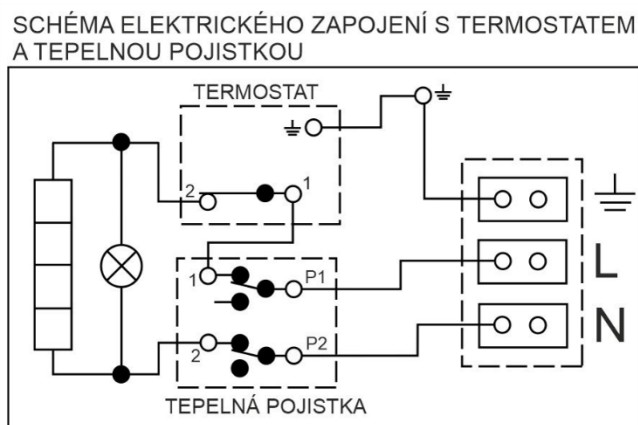 SCHÉMA ELEKTRICKÉHO ZAPOJENÍ S TERMOSTATEM
A TEPELNOU POJISTKOU
TERMOSTAT
2
1
1
P1
L
2
P2
N
TEPELNÁ POJISTKA